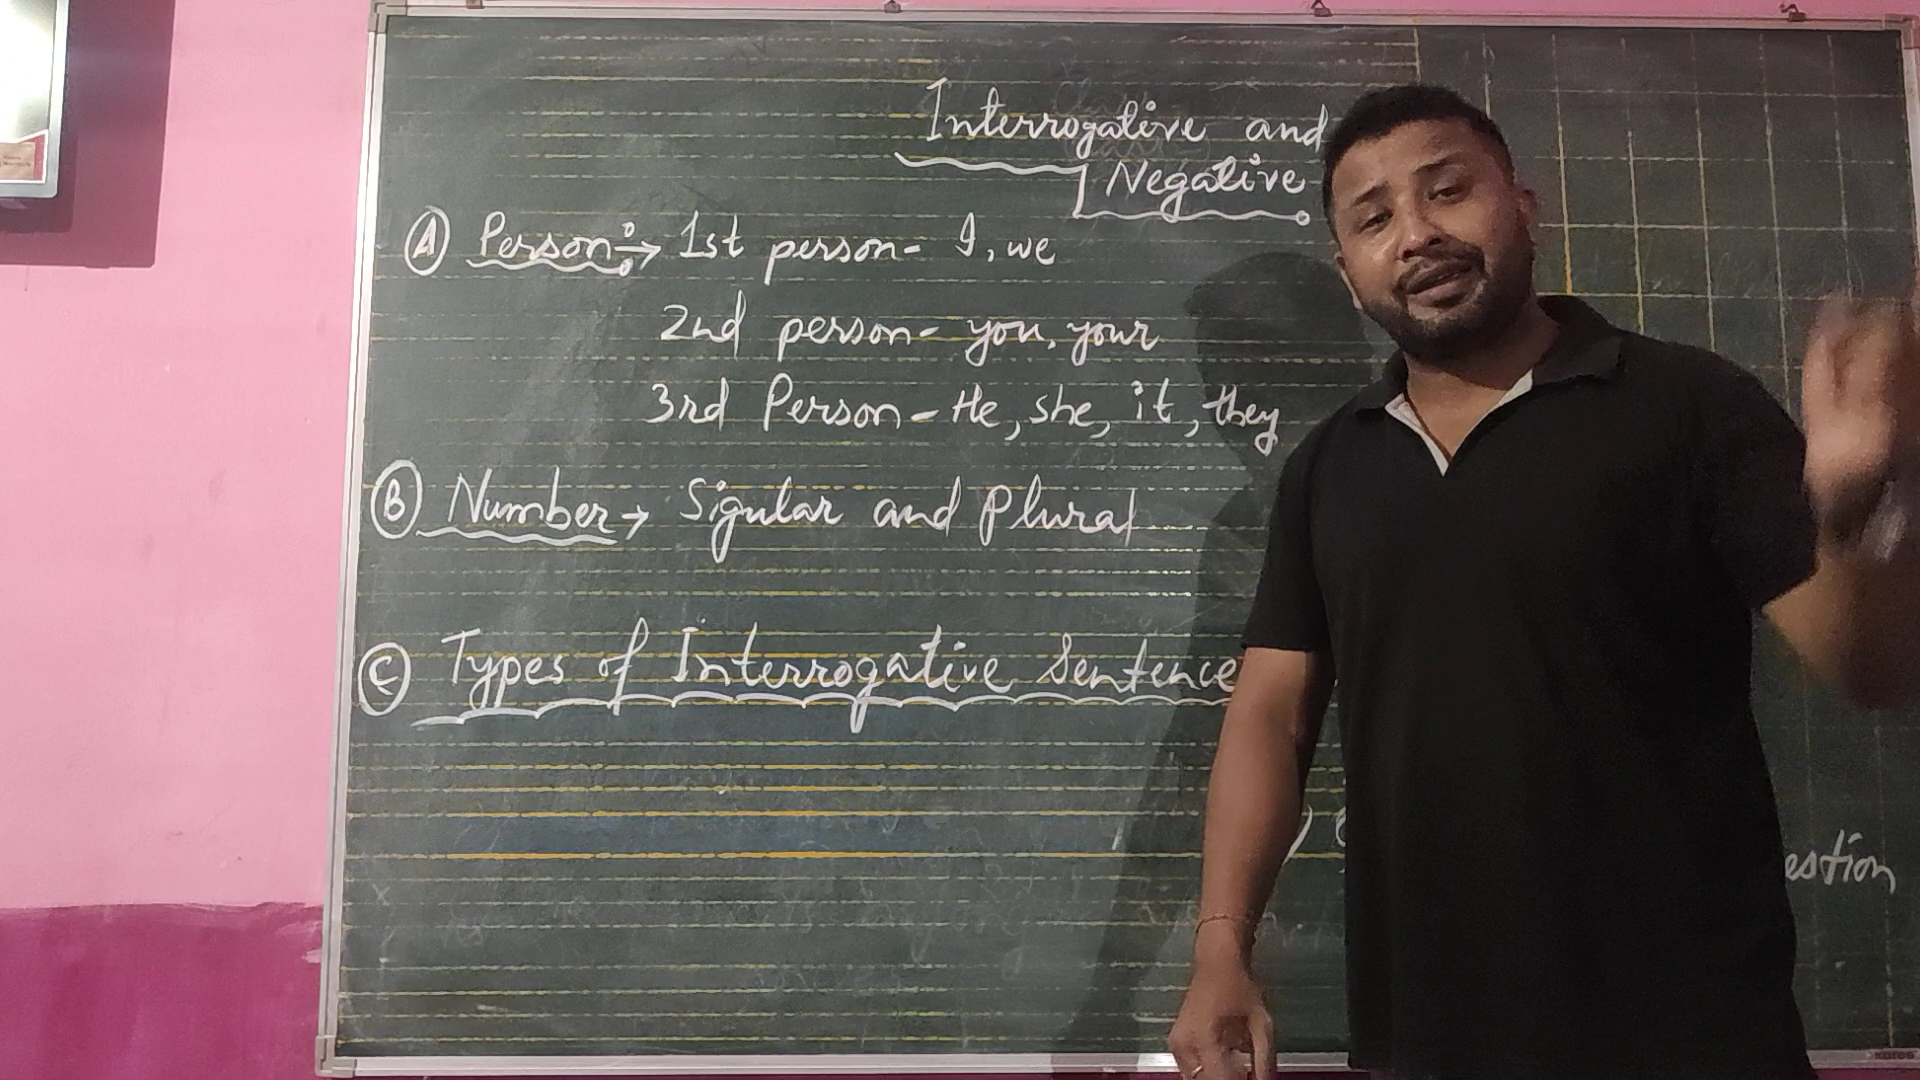 Interrogative and
Negative
(A) Person :→ 1st person - I, we
2nd person - you, your
3rd Person - He, she, it, they
(B) Number → Sigular and Plural
(C) Types of Interrogative Sentence
estion